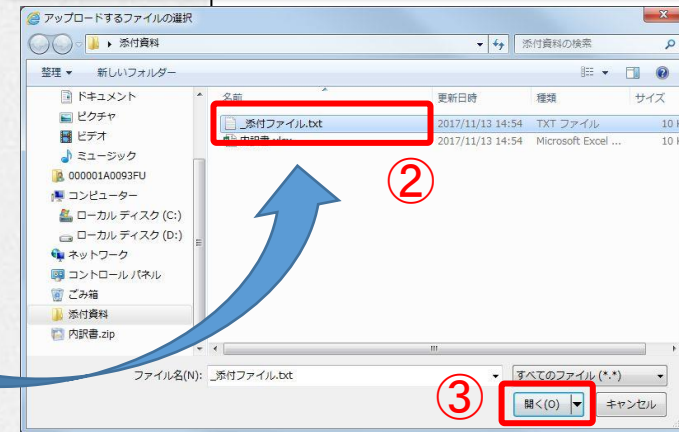 アップロードするファイルの選択
添付資料
添付資料の検索
整理 新しいフォルダー
名前 更新日時 種類 サイズ
_添付ファイル.txt 2017/11/13 14:54 TXT ファイル 10 K
内訳書.xlsx 2017/11/13 14:54 Microsoft Excel ... 10 K
②
ドキュメント
ピクチャ
ビデオ
ミュージック
000001A0093FU
コンピューター
ローカル ディスク (C:)
ローカル ディスク (D:)
ネットワーク
コントロール パネル
ごみ箱
添付資料
内訳書.zip
ファイル名(N): _添付ファイル.txt すべてのファイル (*.*)
③
開く(O) キャンセル